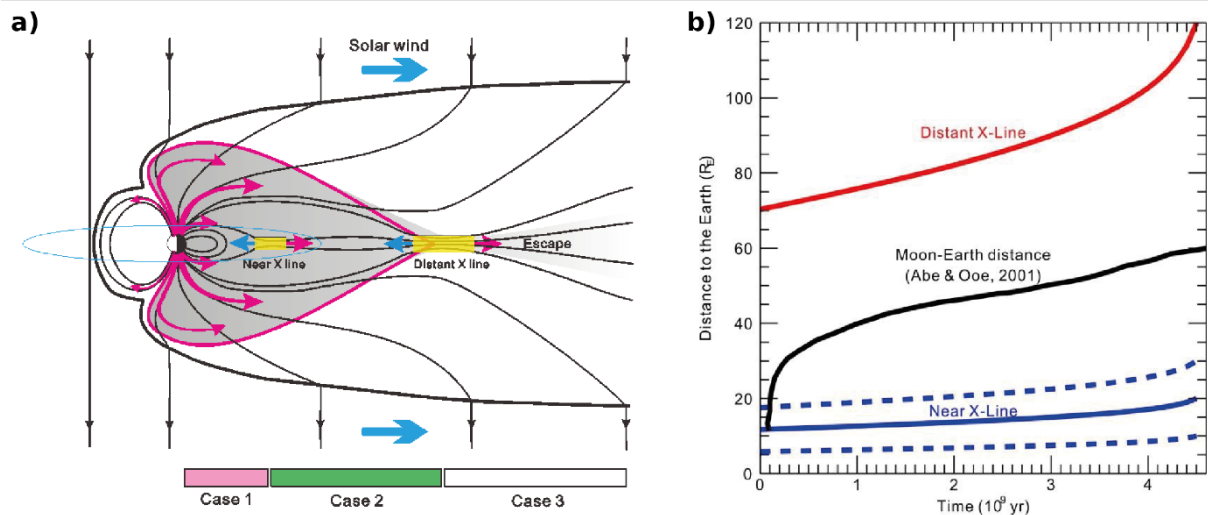 a)
Solar wind
Near X line
Distant X line
Escape
Case 1
Case 2
Case 3
b)
120
100
80
60
40
20
0
Distance to the Earth (RE)
Distant X-Line
Moon-Earth distance
(Abe & Ooe, 2001)
Near X-Line
0
1
2
3
4
Time (10⁹ yr)